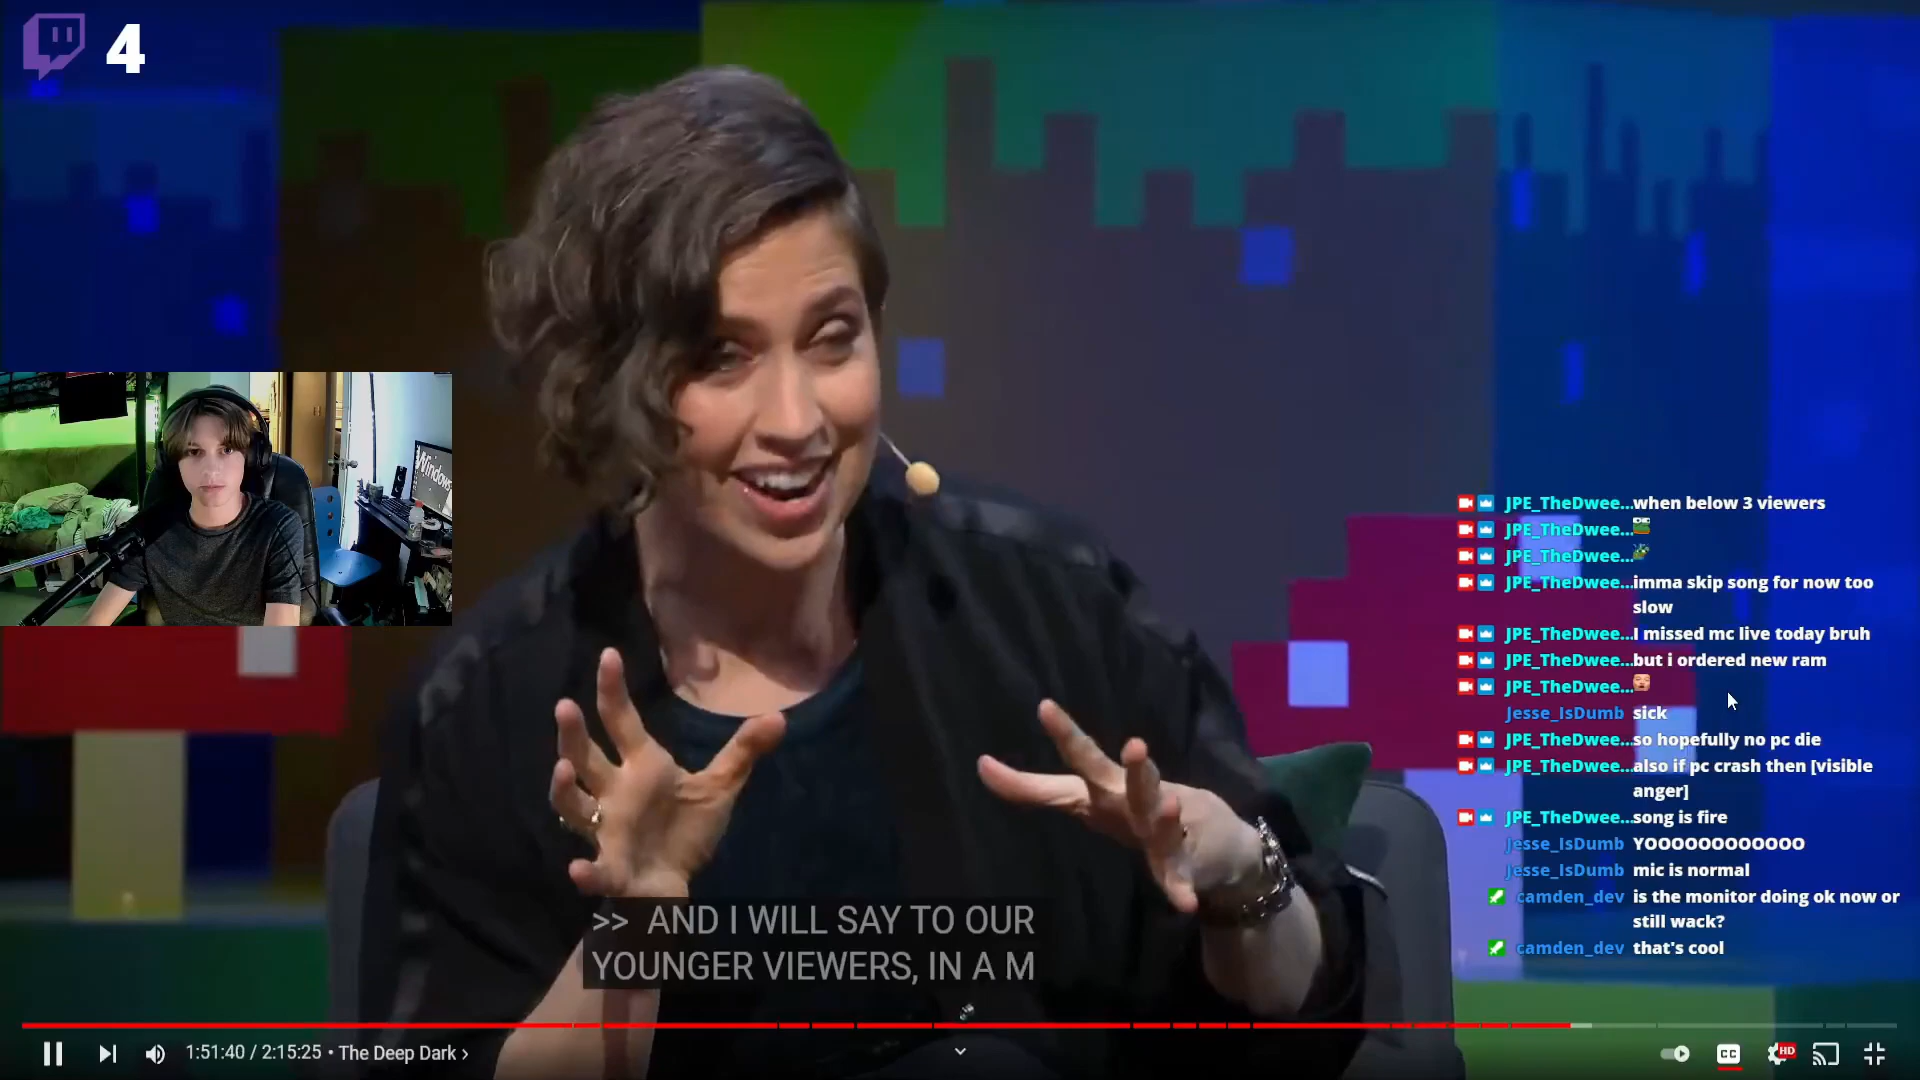 4
Windows
JPE_TheDwee...when below 3 viewers
JPE_TheDwee...
JPE_TheDwee...
JPE_TheDwee...imma skip song for now too
slow
JPE_TheDwee...I missed mc live today bruh
JPE_TheDwee...but i ordered new ram
JPE_TheDwee...
Jesse_IsDumb sick
JPE_TheDwee...so hopefully no pc die
JPE_TheDwee...also if pc crash then [visible
anger]
JPE_TheDwee...song is fire
Jesse_IsDumb YOOOOOOOOOOOO
Jesse_IsDumb mic is normal
camden_dev is the monitor doing ok now or
still wack?
camden_dev that's cool
>> AND I WILL SAY TO OUR
YOUNGER VIEWERS, IN A M
1:51:40 / 2:15:25 • The Deep Dark ›
CC
HD